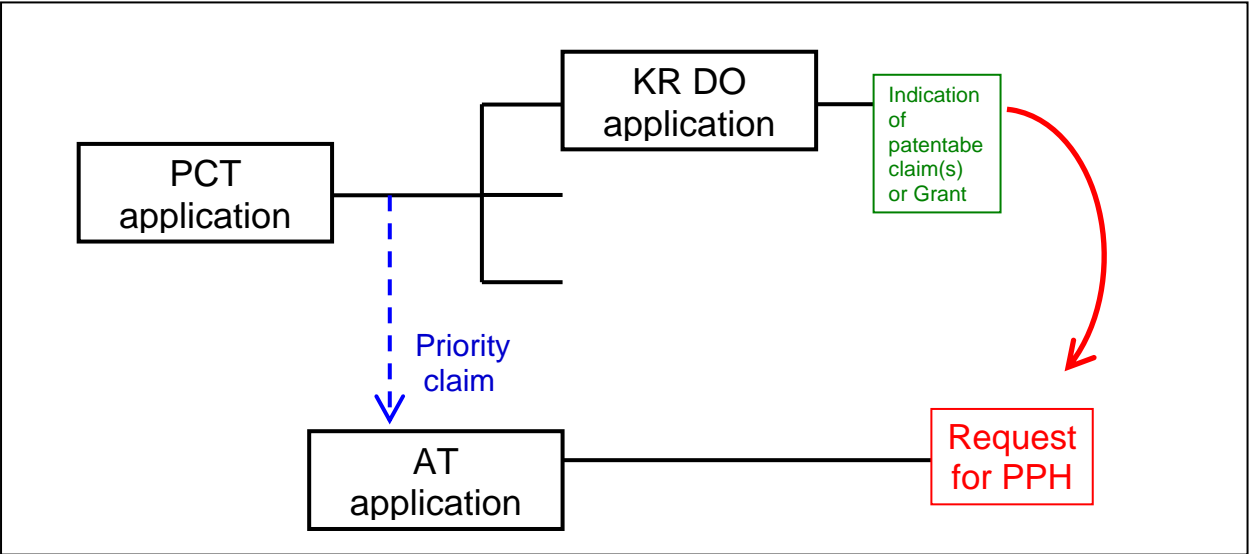 KR DO
application
Indication
of
patentabe
claim(s)
or Grant
PCT
application
Priority
claim
AT
application
Request
for PPH